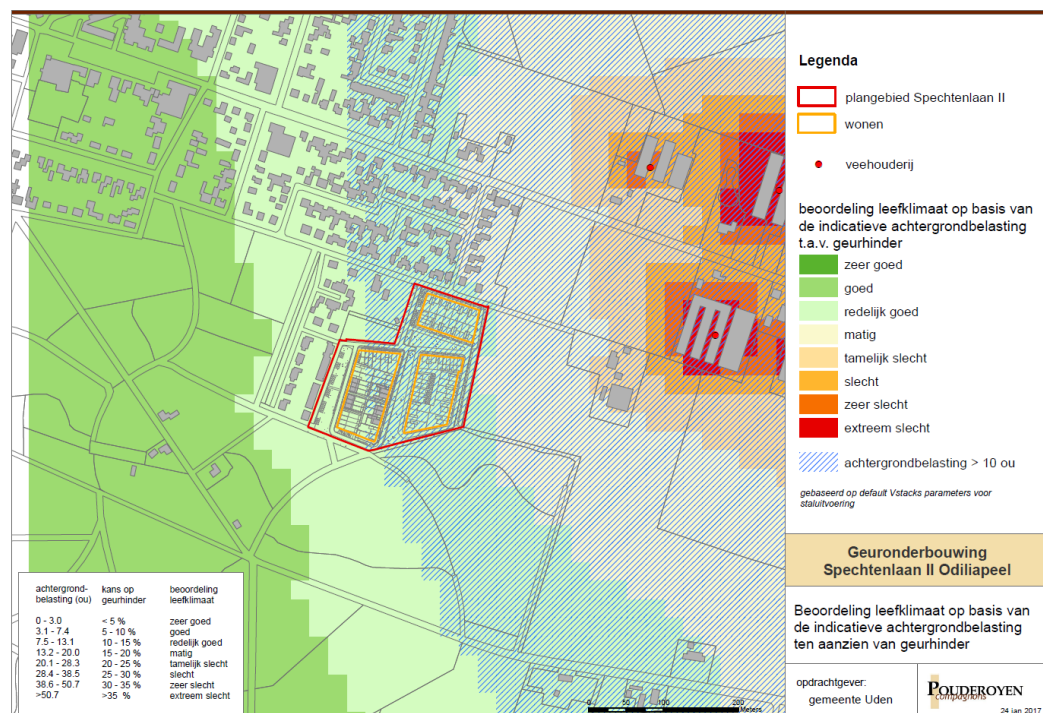 Legenda
plangebied Spechtenlaan II
wonen
veehouderij
beoordeling leefklimaat op basis van
de indicatieve achtergrondbelasting
t.a.v. geurhinder
zeer goed
goed
redelijk goed
matig
tamelijk slecht
slecht
zeer slecht
extreem slecht
achtergrondbelasting > 10 ou
gebaseerd op default Vstacks parameters voor
staluitvoering
Geuronderbouwing
Spechtenlaan II Odiliapeel
Beoordeling leefklimaat op basis van
de indicatieve achtergrondbelasting
ten aanzien van geurhinder
opdrachtgever:
gemeente Uden
POUDEROYEN
compagnons
24 jan 2017
achtergrond- kans op beoordeling
belasting (ou) geurhinder leefklimaat
0 - 3.0 < 5 % zeer goed
3.1 - 7.4 5 - 10 % goed
7.5 - 13.1 10 - 15 % redelijk goed
13.2 - 20.0 15 - 20 % matig
20.1 - 28.3 20 - 25 % tamelijk slecht
28.4 - 38.5 25 - 30 % slecht
38.6 - 50.7 30 - 35 % zeer slecht
>50.7 >35 % extreem slecht
0 50 100 200
Meters